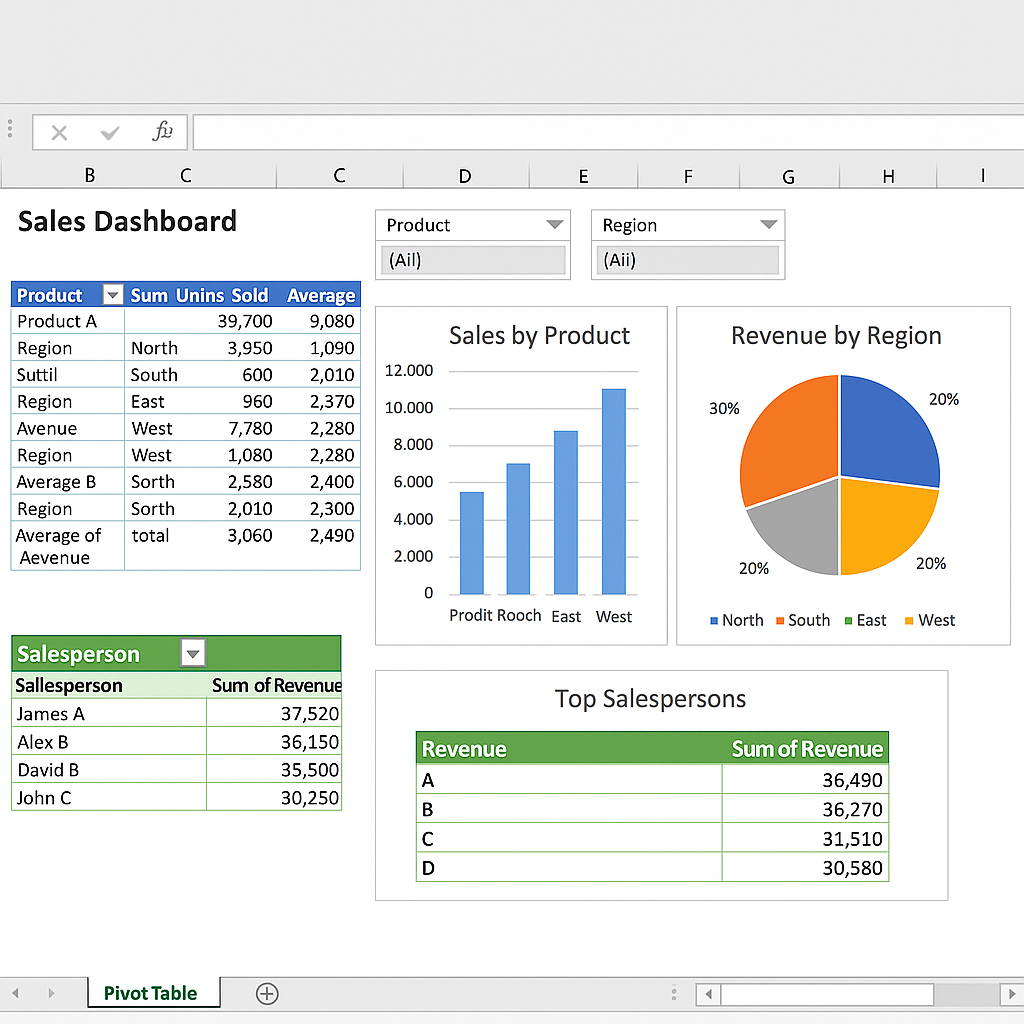 fx
B C C D E F G H I
Sales Dashboard
Product
(Ail)
Region
(Aii)
Product Sum Unins Sold Average
Product A 39,700 9,080
Region North 3,950 1,090
Suttil South 600 2,010
Region East 960 2,370
Avenue West 7,780 2,280
Region West 1,080 2,280
Average B Sorth 2,580 2,400
Region Sorth 2,010 2,300
Average of total 3,060 2,490
Aevenue
Sales by Product
12.000
10.000
8.000
6.000
4.000
2.000
0
Prodit Rooch East West
Revenue by Region
30% 20%
20% 20%
North South East West
Salesperson
Sallesperson Sum of Revenue
James A 37,520
Alex B 36,150
David B 35,500
John C 30,250
Top Salespersons
Revenue Sum of Revenue
A 36,490
B 36,270
C 31,510
D 30,580
Pivot Table